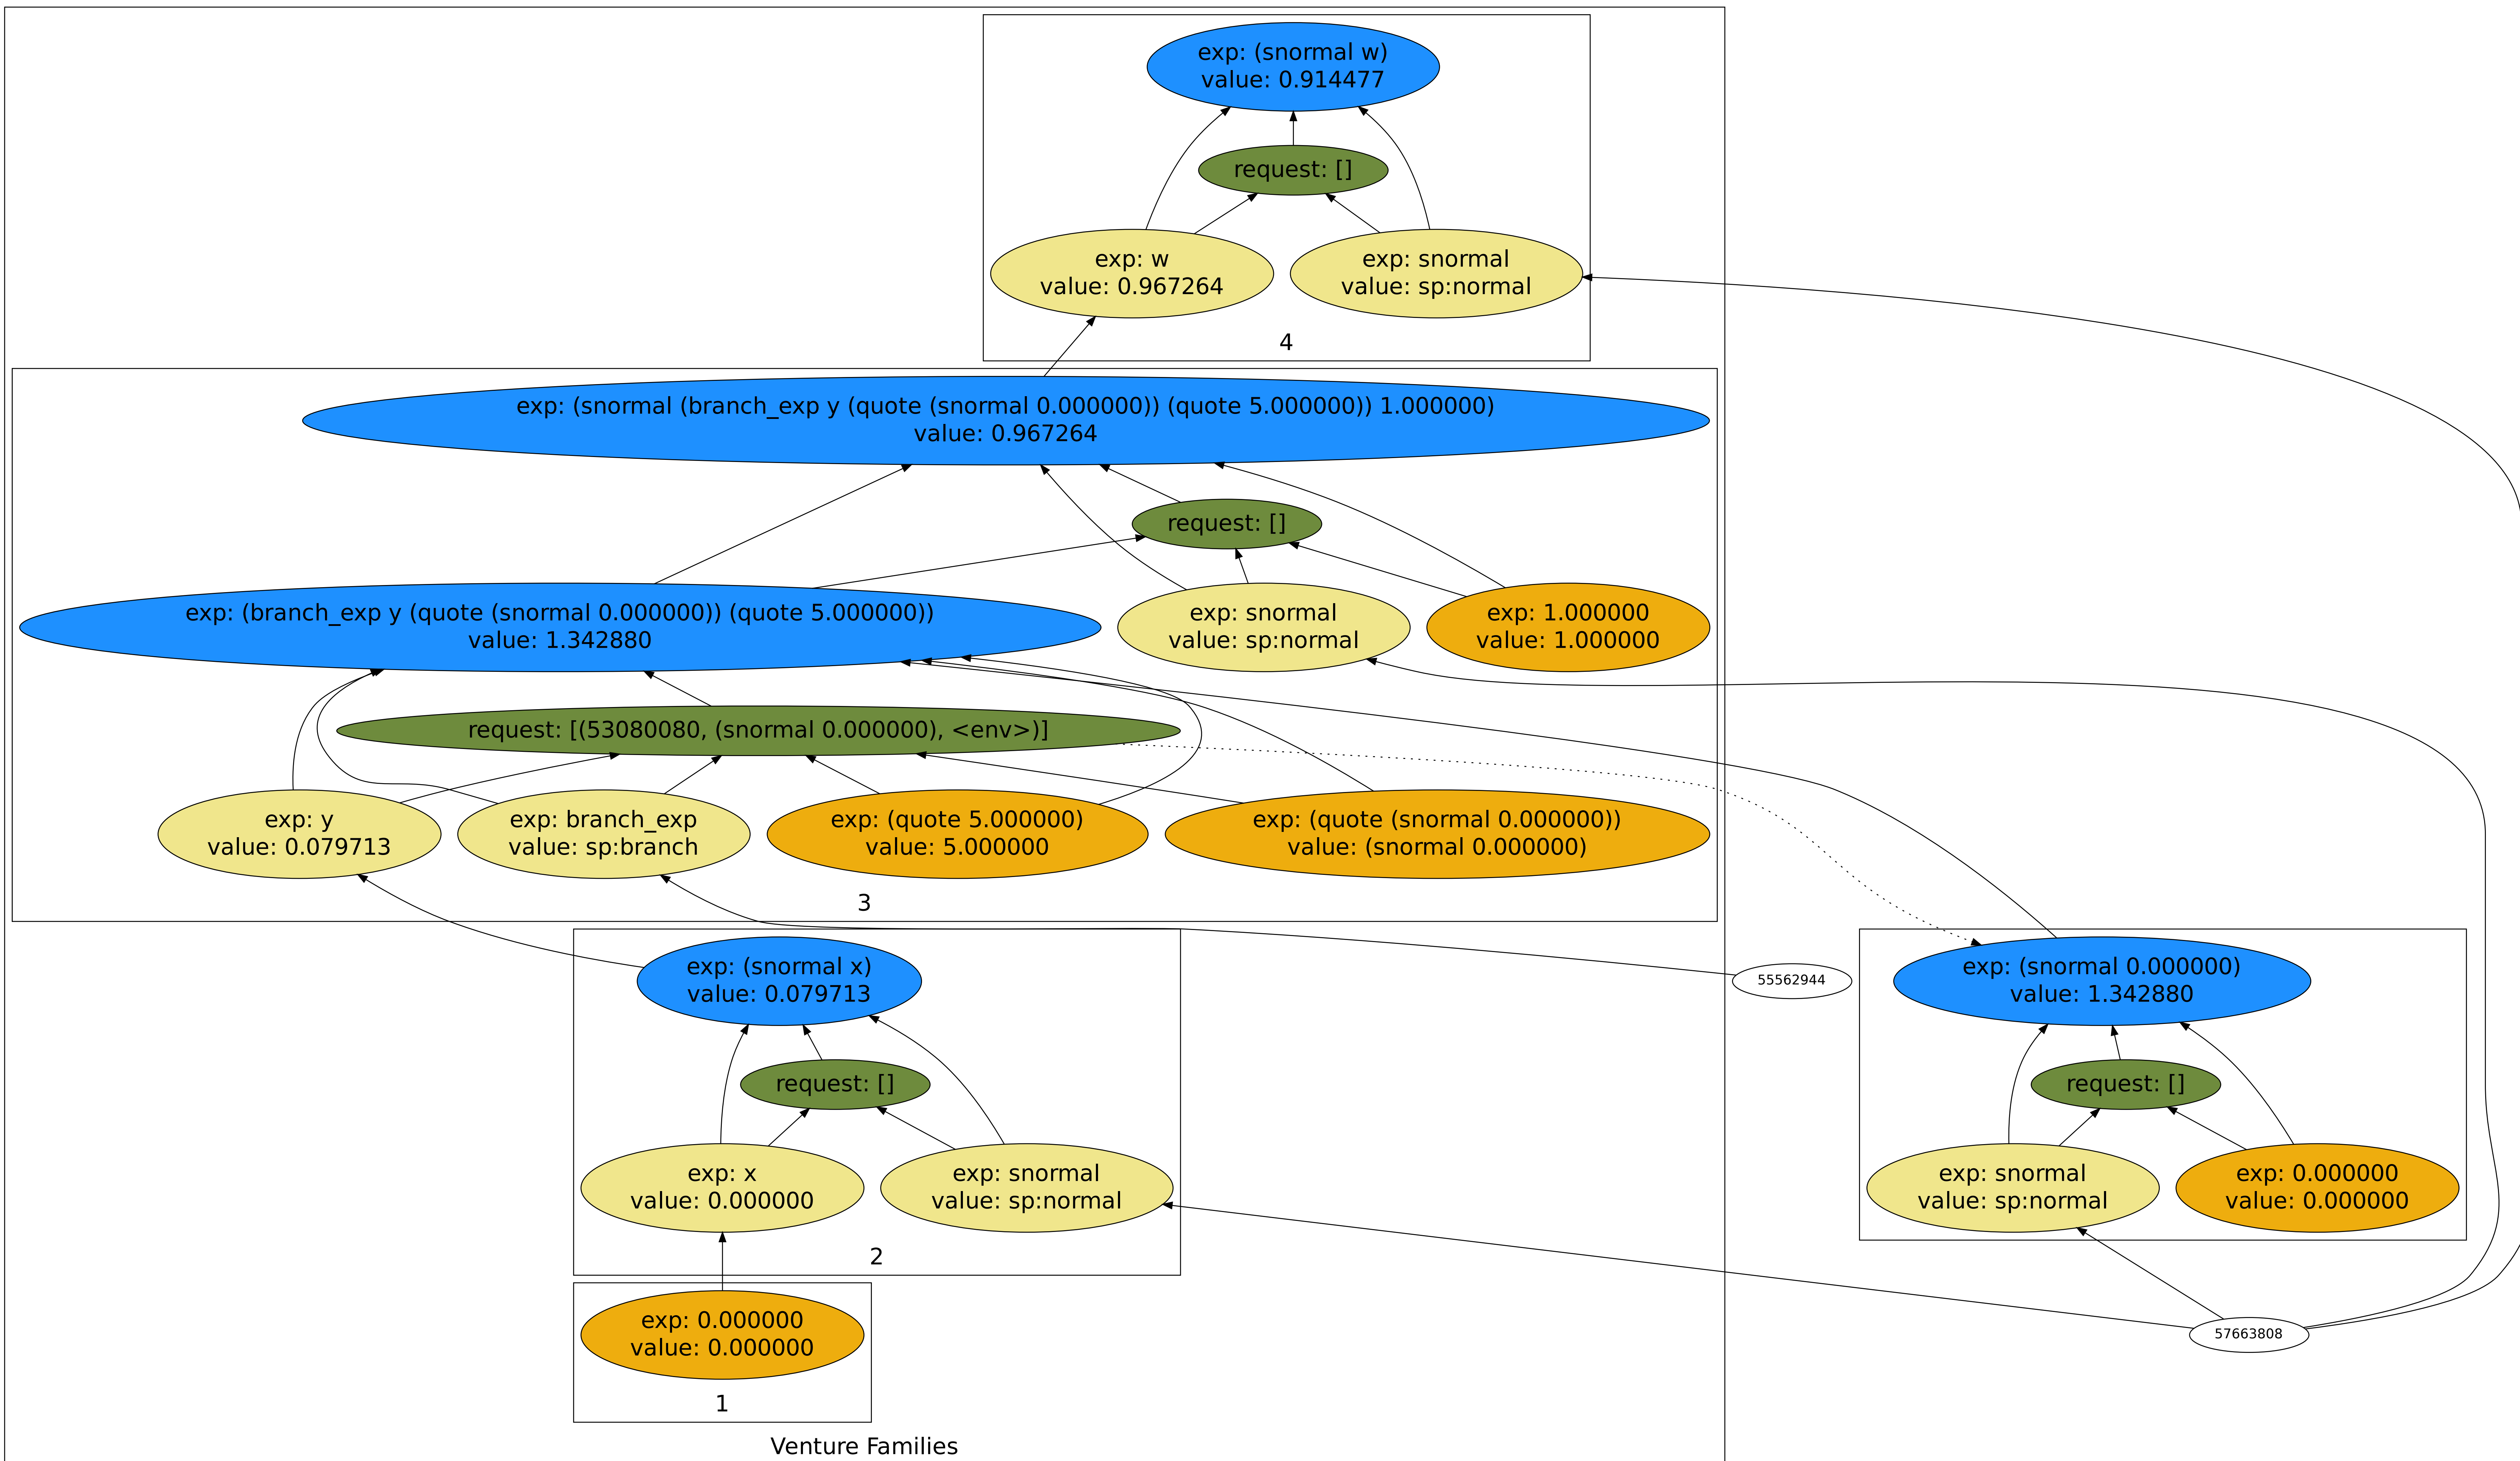 exp: (snormal w)
value: 0.914477
request: []
exp: w
value: 0.967264
exp: snormal
value: sp:normal
4
exp: (snormal (branch_exp y (quote (snormal 0.000000)) (quote 5.000000)) 1.000000)
value: 0.967264
request: []
exp: (branch_exp y (quote (snormal 0.000000)) (quote 5.000000))
value: 1.342880
exp: snormal
value: sp:normal
exp: 1.000000
value: 1.000000
request: [(53080080, (snormal 0.000000), <env>)]
exp: y
value: 0.079713
exp: branch_exp
value: sp:branch
exp: (quote 5.000000)
value: 5.000000
exp: (quote (snormal 0.000000))
value: (snormal 0.000000)
3
exp: (snormal x)
value: 0.079713
55562944
exp: (snormal 0.000000)
value: 1.342880
request: []
request: []
exp: x
value: 0.000000
exp: snormal
value: sp:normal
exp: snormal
value: sp:normal
exp: 0.000000
value: 0.000000
2
exp: 0.000000
value: 0.000000
57663808
1
Venture Families